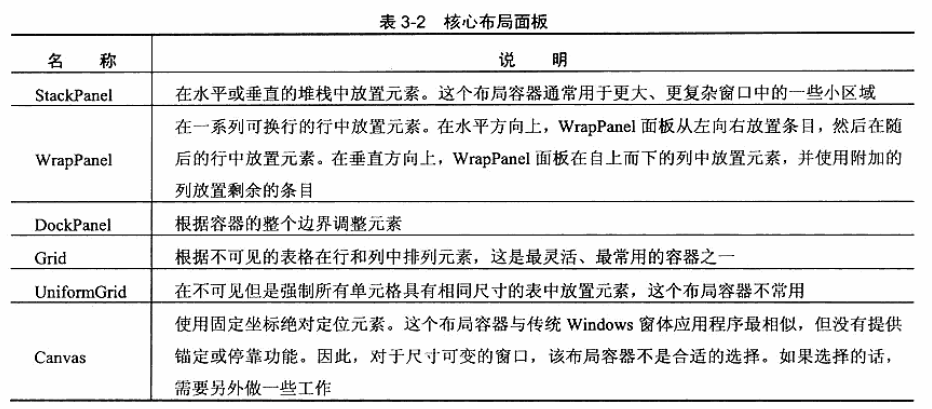 表 3-2 核心布局面板
名 称 说 明
StackPanel 在水平或垂直的堆栈中放置元素。这个布局容器通常用于更大、更复杂窗口中的一些小区域
在一系列可换行的行中放置元素。在水平方向上，WrapPanel 面板从左向右放置条目，然后在随
WrapPanel 后的行中放置元素。在垂直方向上，WrapPanel 面板在自上而下的列中放置元素，并使用附加的
列放置剩余的条目
DockPanel 根据容器的整个边界调整元素
Grid 根据不可见的表格在行和列中排列元素，这是最灵活、最常用的容器之一
UniformGrid 在不可见但是强制所有单元格具有相同尺寸的表中放置元素，这个布局容器不常用
使用固定坐标绝对定位元素。这个布局容器与传统 Windows 窗体应用程序最相似，但没有提供
Canvas 锚定或停靠功能。因此，对于尺寸可变的窗口，该布局容器不是合适的选择。如果选择的话，
需要另外做一些工作